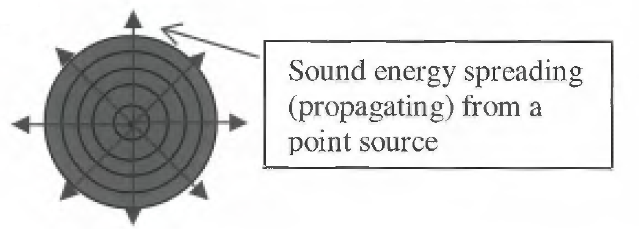 Sound energy spreading
(propagating) from a
point source